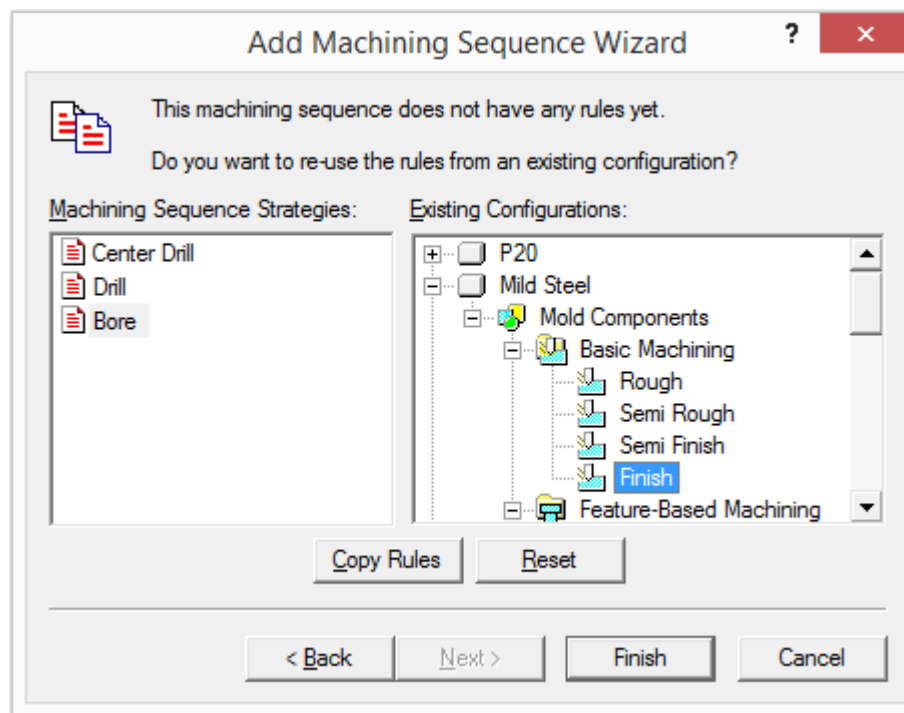 Add Machining Sequence Wizard
?
This machining sequence does not have any rules yet.
Do you want to re-use the rules from an existing configuration?
Machining Sequence Strategies:
Existing Configurations:
Center Drill
Drill
Bore
P20
Mild Steel
Mold Components
Basic Machining
Rough
Semi Rough
Semi Finish
Finish
Feature-Based Machining
Copy Rules
Reset
< Back
Next >
Finish
Cancel